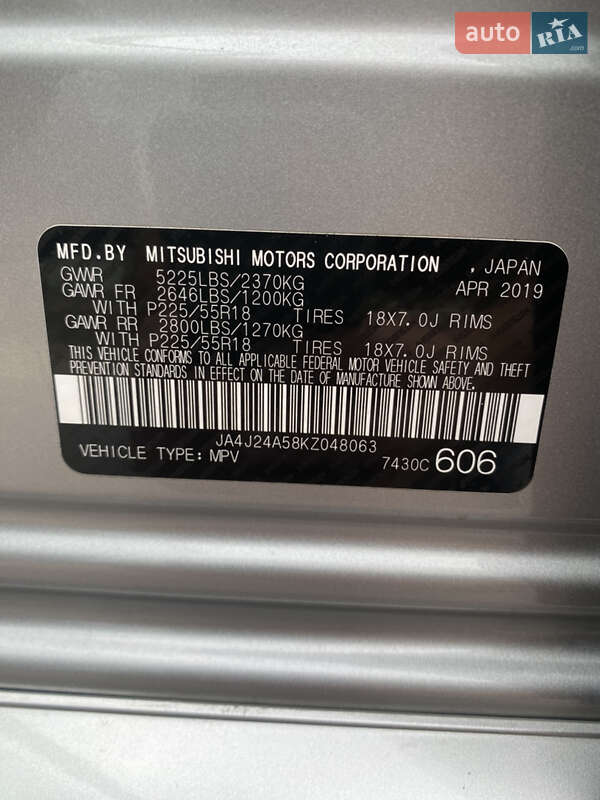 auto RIA.com
MFD.BY MITSUBISHI MOTORS CORPORATION , JAPAN
GVWR 5225LBS/2370KG APR 2019
GAWR FR 2646LBS/1200KG
WITH P225/55R18 TIRES 18X7.0J RIMS
GAWR RR 2800LBS/1270KG
WITH P225/55R18 TIRES 18X7.0J RIMS
THIS VEHICLE CONFORMS TO ALL APPLICABLE FEDERAL MOTOR VEHICLE SAFETY AND THEFT
PREVENTION STANDARDS IN EFFECT ON THE DATE OF MANUFACTURE SHOWN ABOVE.
JA4J24A58KZ048063
VEHICLE TYPE: MPV 7430C 606